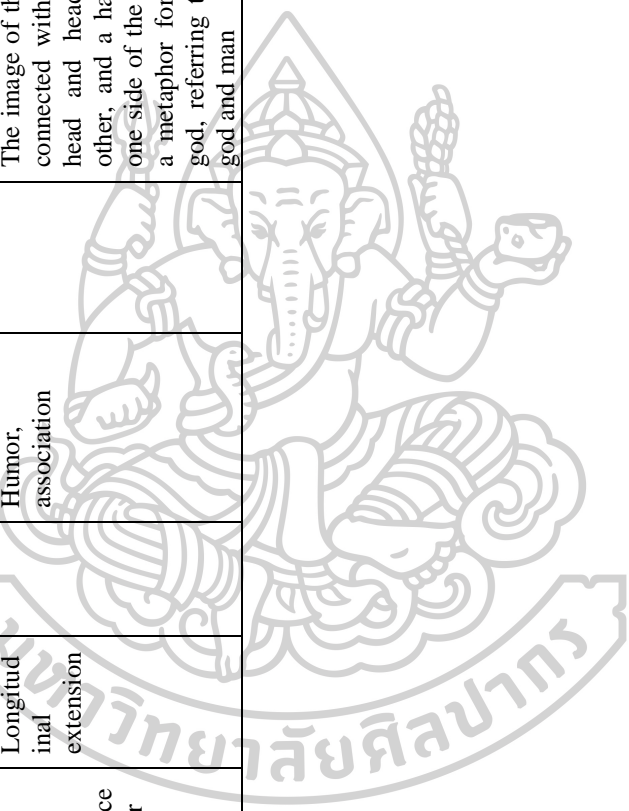 ce
r
Longitud
inal
extension
Humor,
association
The image of th
connected with
head and head
other, and a ha
one side of the
a metaphor for
god, referring t
god and man
มหาวิทยาลัยศิลปากร